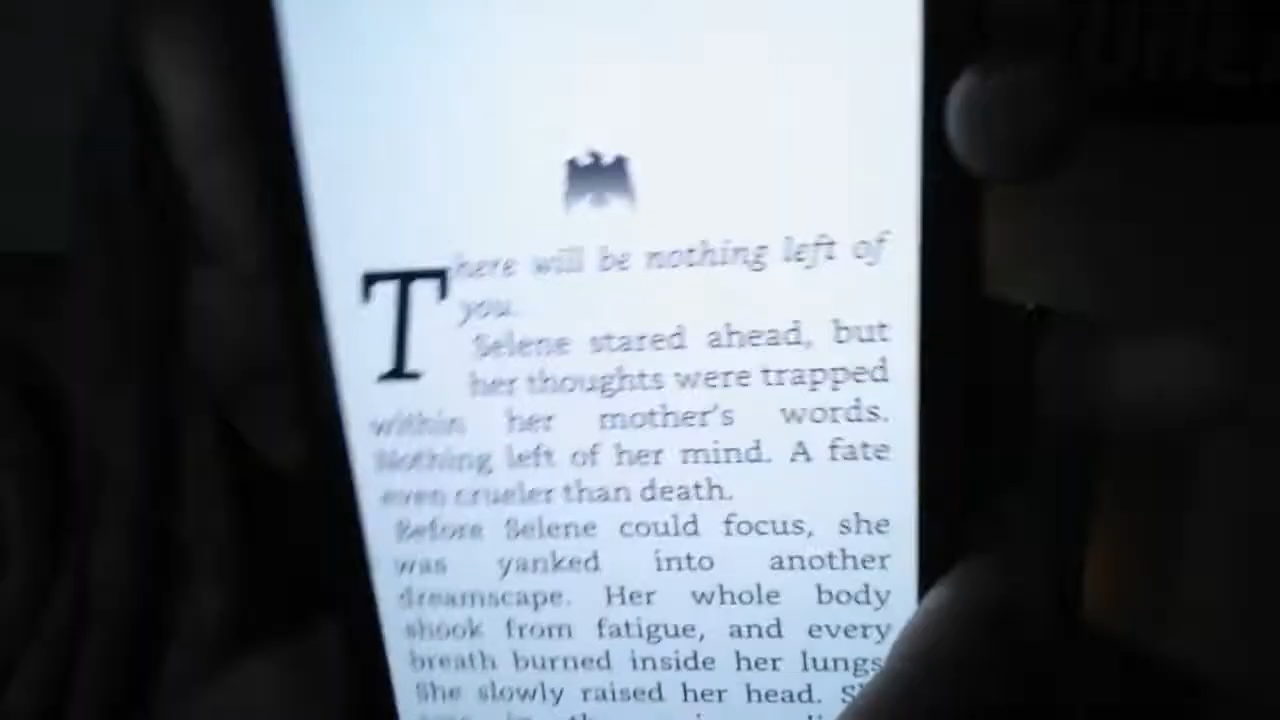 There will be nothing left of
you.
Selene stared ahead, but
her thoughts were trapped
within her mother's words.
Nothing left of her mind. A fate
even crueler than death.
Before Selene could focus, she
was yanked into another
dreamscape. Her whole body
shook from fatigue, and every
breath burned inside her lungs.
She slowly raised her head.